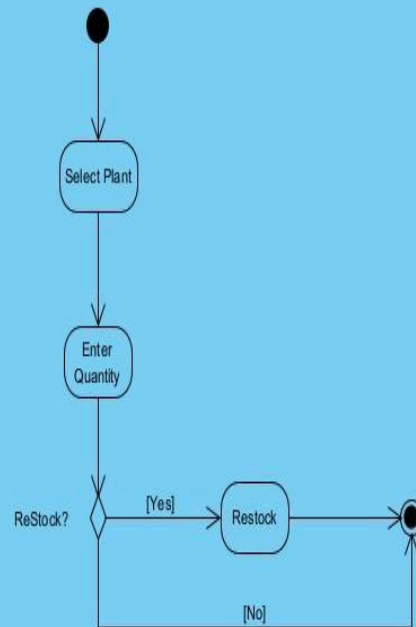 Select Plant
Enter
Quantity
ReStock?
[Yes]
Restock
[No]